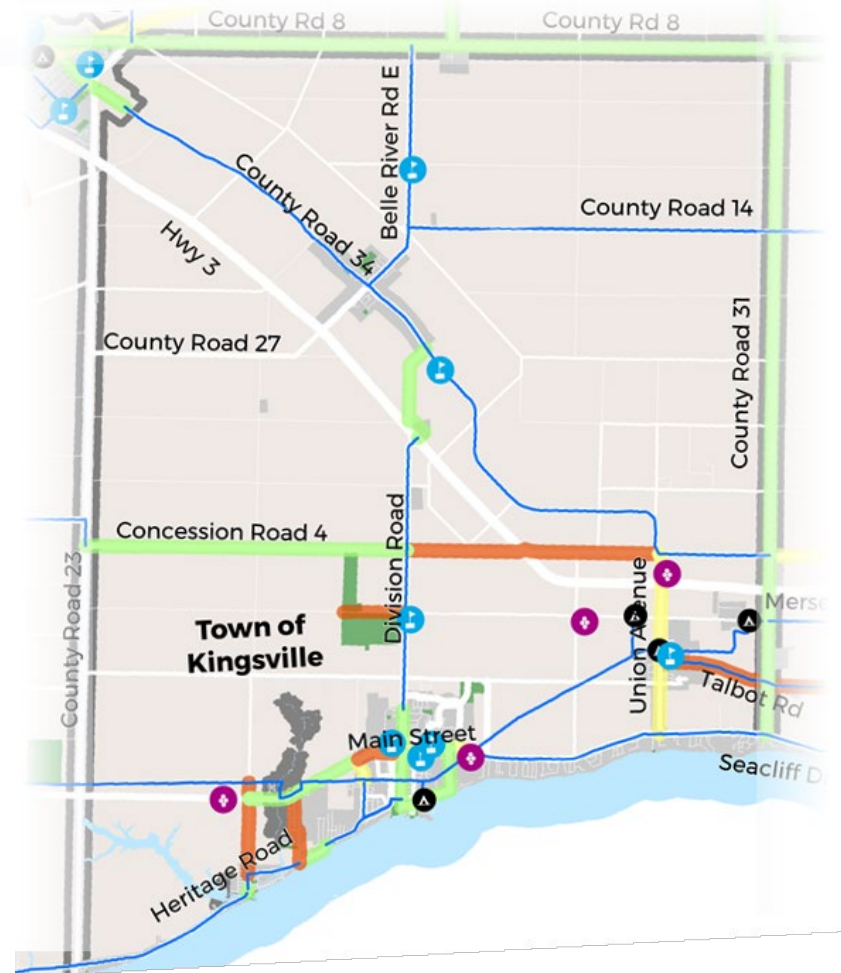 County Rd 8
County Rd 8
Belle River Rd E
County Road 34
County Road 14
Hwy 3
County Road 27
County Road 31
Concession Road 4
Division Road
County Road 23
Union Avenue
Merse
Town of
Kingsville
Talbot Rd
Main Street
Seacliff D
Heritage Road